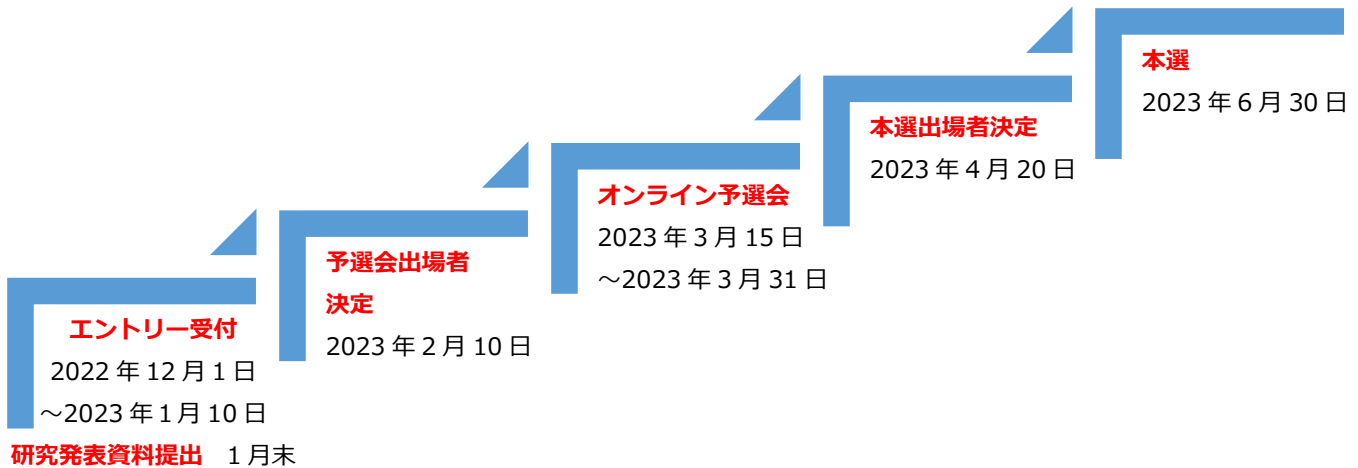 エントリー受付
2022年12月1日
～2023年1月10日
研究発表資料提出　1月末
予選会出場者
決定
2023年2月10日
オンライン予選会
2023年3月15日
～2023年3月31日
本選出場者決定
2023年4月20日
本選
2023年6月30日